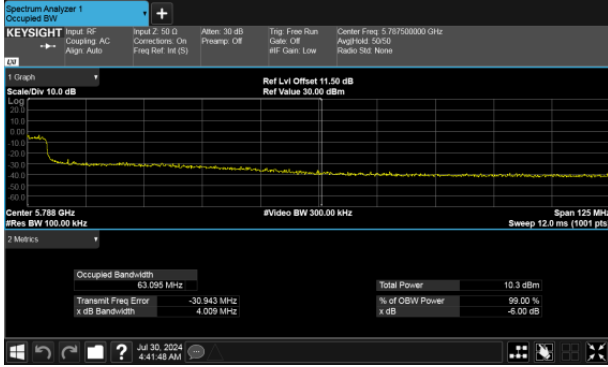 Spectrum Analyzer 1
Occupied BW
+
KEYSIGHT Input: RF Input Z: 50 Ω Atten: 30 dB Trig: Free Run Center Freq: 5.787500000 GHz
Coupling: AC Corrections: On Preamp: Off Gate: Off Avg|Hold: 50/50
Align: Auto Freq Ref: Int (S) #IF Gain: Low Radio Std: None
LXI
1 Graph
Ref Lvl Offset 11.50 dB
Scale/Div 10.0 dB Ref Value 30.00 dBm
Log
20.0
10.0
0.00
-10.0
-20.0
-30.0
-40.0
-50.0
-60.0
Center 5.788 GHz #Video BW 300.00 kHz Span 125 MHz
#Res BW 100.00 kHz Sweep 12.0 ms (1001 pts)
2 Metrics
Occupied Bandwidth
63.095 MHz Total Power 10.3 dBm
Transmit Freq Error -30.943 MHz % of OBW Power 99.00 %
x dB Bandwidth 4.009 MHz x dB -6.00 dB
? Jul 30, 2024
4:41:48 AM